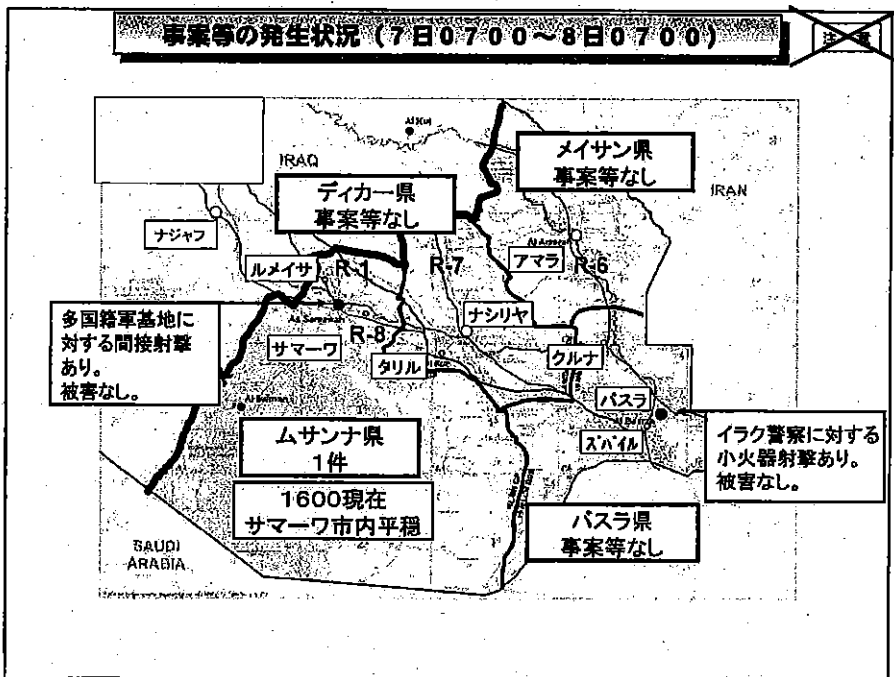 事案等の発生状況（7日0700～8日0700）
注意
Al Kut
IRAQ
メイサン県
事案等なし
IRAN
ディカー県
事案等なし
ナジャフ
ルメイサ
R-1
R-7
アマラ
R-6
多国籍軍基地に
対する間接射撃
あり。
被害なし。
R-8
ナシリヤ
サマーワ
タリル
クルナ
バスラ
Al Salman
ズバイル
イラク警察に対する
小火器射撃あり。
被害なし。
ムサンナ県
1件
1600現在
サマーワ市内平穏
バスラ県
事案等なし
SAUDI
ARABIA